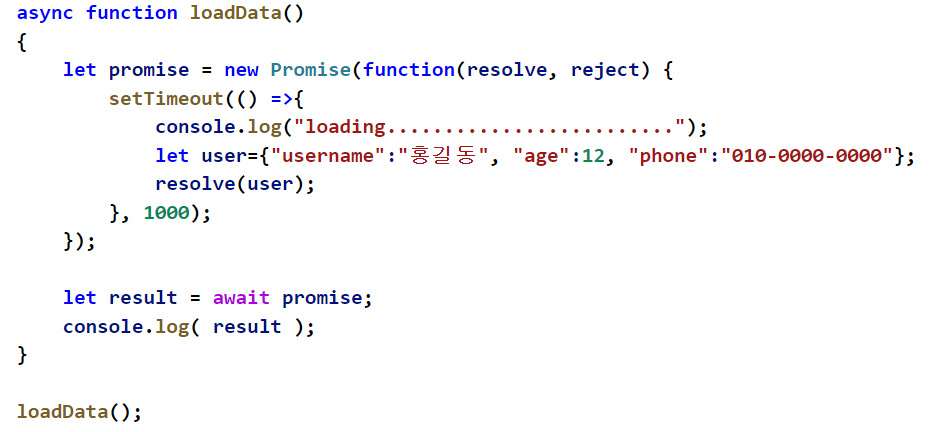 async function loadData()
{
    let promise = new Promise(function(resolve, reject) {
        setTimeout(() =>{
            console.log("loading.........................");
            let user={"username":"홍길동", "age":12, "phone":"010-0000-0000"};
            resolve(user);
        }, 1000);
    });

    let result = await promise;
    console.log( result );
}

loadData();